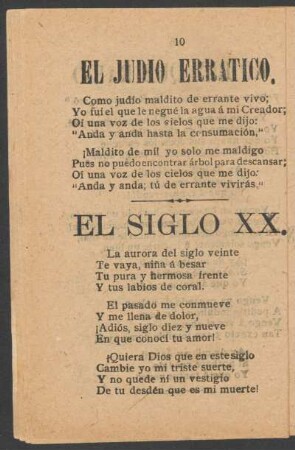 10
EL JUDIO ERRATICO.
Como judio maldito de errante vivo;
Yo fuí el que le negué la agua á mi Creador;
Oí una voz de los sielos que me dijo:
“Anda y anda hasta la consumación,“
¡Maldito de mil yo solo me maldigo
Pues no puedo encontrar árbol para descansar;
Oí una voz de los cielos que me dijo:
“Anda y anda; tú de errante vivirás.“
EL SIGLO XX.
La aurora del siglo veinte
Te vaya, niña á besar
Tu pura y hermosa frente
Y tus labios de coral.
El pasado me conmueve
Y me llena de dolor,
¡Adiós, siglo diez y nueve
En que conocí tu amor!
¡Quiera Dios que en este siglo
Cambie yo mi triste suerte,
Y no quede ni un vestigio
De tu desdén que es mi muerte!